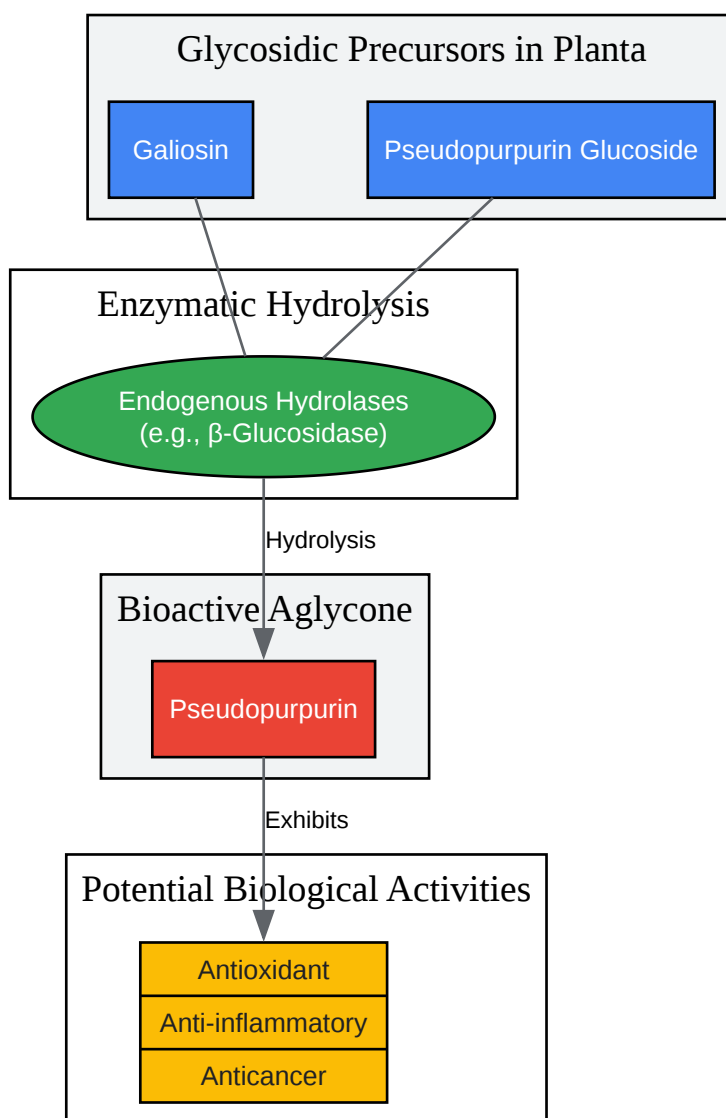 Glycosidic Precursors in Planta
Galiosin
Pseudopurpurin Glucoside
Enzymatic Hydrolysis
Endogenous Hydrolases
(e.g., β-Glucosidase)
Hydrolysis
Bioactive Aglycone
Pseudopurpurin
Exhibits
Potential Biological Activities
Antioxidant
Anti-inflammatory
Anticancer